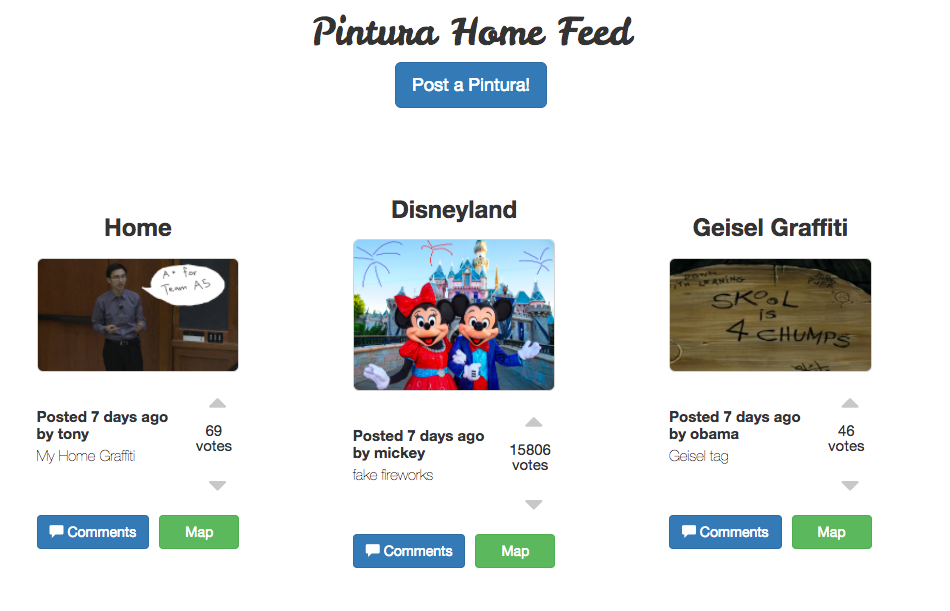 Pintura Home Feed
Post a Pintura!
Home
A+ for
Team A5
Posted 7 days ago
by tony
My Home Graffiti
69
votes
Comments
Map
Disneyland
Posted 7 days ago
by mickey
fake fireworks
15806
votes
Comments
Map
Geisel Graffiti
LEARNING
SKOOL
is
4 CHUMPS
Posted 7 days ago
by obama
Geisel tag
46
votes
Comments
Map